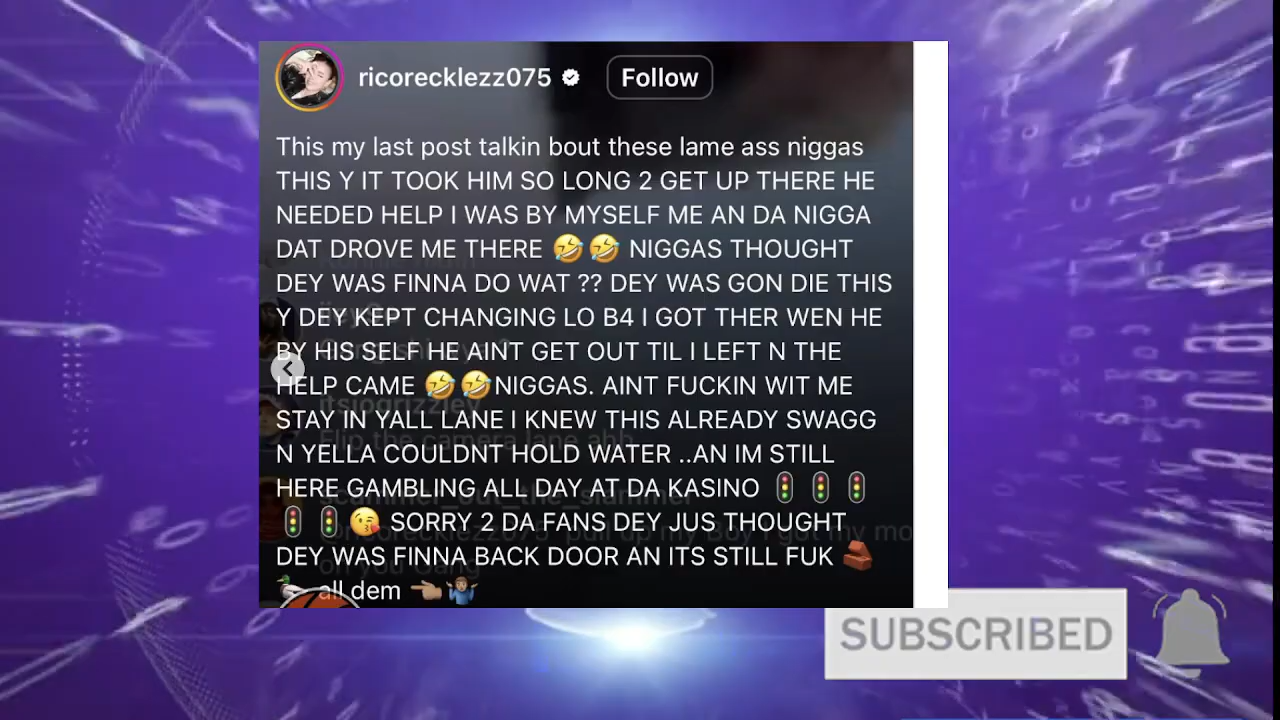 ricorecklezz075 Follow
This my last post talkin bout these lame ass niggas
THIS Y IT TOOK HIM SO LONG 2 GET UP THERE HE
NEEDED HELP I WAS BY MYSELF ME AN DA NIGGA
DAT DROVE ME THERE 🤣🤣 NIGGAS THOUGHT
DEY WAS FINNA DO WAT ?? DEY WAS GON DIE THIS
Y DEY KEPT CHANGING LO B4 I GOT THER WEN HE
BY HIS SELF HE AINT GET OUT TIL I LEFT N THE
HELP CAME 🤣🤣NIGGAS. AINT FUCKIN WIT ME
STAY IN YALL LANE I KNEW THIS ALREADY SWAGG
N YELLA COULDNT HOLD WATER ..AN IM STILL
HERE GAMBLING ALL DAY AT DA KASINO 🚦🚦🚦
🚦🚦😘 SORRY 2 DA FANS DEY JUS THOUGHT
DEY WAS FINNA BACK DOOR AN ITS STILL FUK 🧱
🦆 all dem 👈🏽🤷🏽‍♂️
SUBSCRIBED